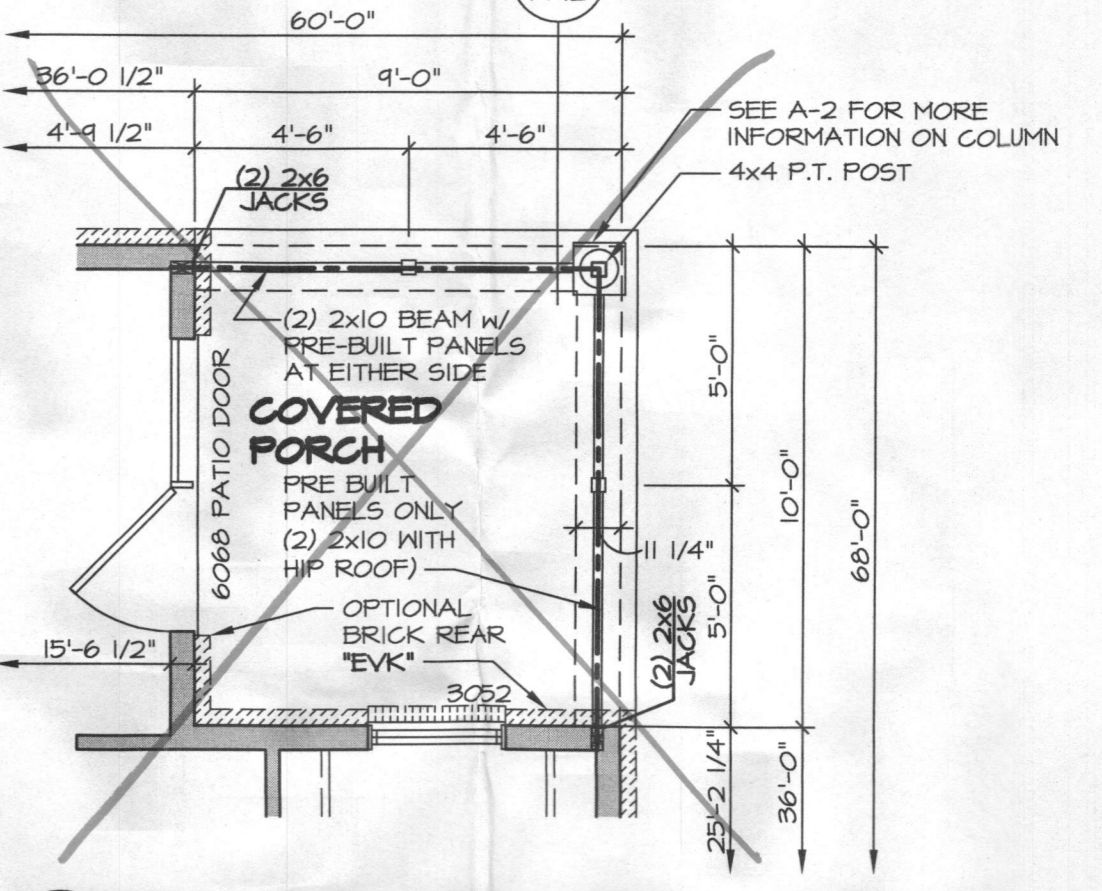 60'-0"
36'-0 1/2"
9'-0"
4'-9 1/2"
4'-6"
4'-6"
SEE A-2 FOR MORE
INFORMATION ON COLUMN
4x4 P.T. POST
(2) 2x6
JACKS
(2) 2x10 BEAM w/
PRE-BUILT PANELS
AT EITHER SIDE
COVERED
PORCH
PRE BUILT
PANELS ONLY
(2) 2x10 WITH
HIP ROOF)
6068 PATIO DOOR
OPTIONAL
BRICK REAR
"EVK"
15'-6 1/2"
3052
11 1/4"
(2) 2x6
JACKS
5'-0"
5'-0"
10'-0"
68'-0"
25'-2 1/4"
36'-0"